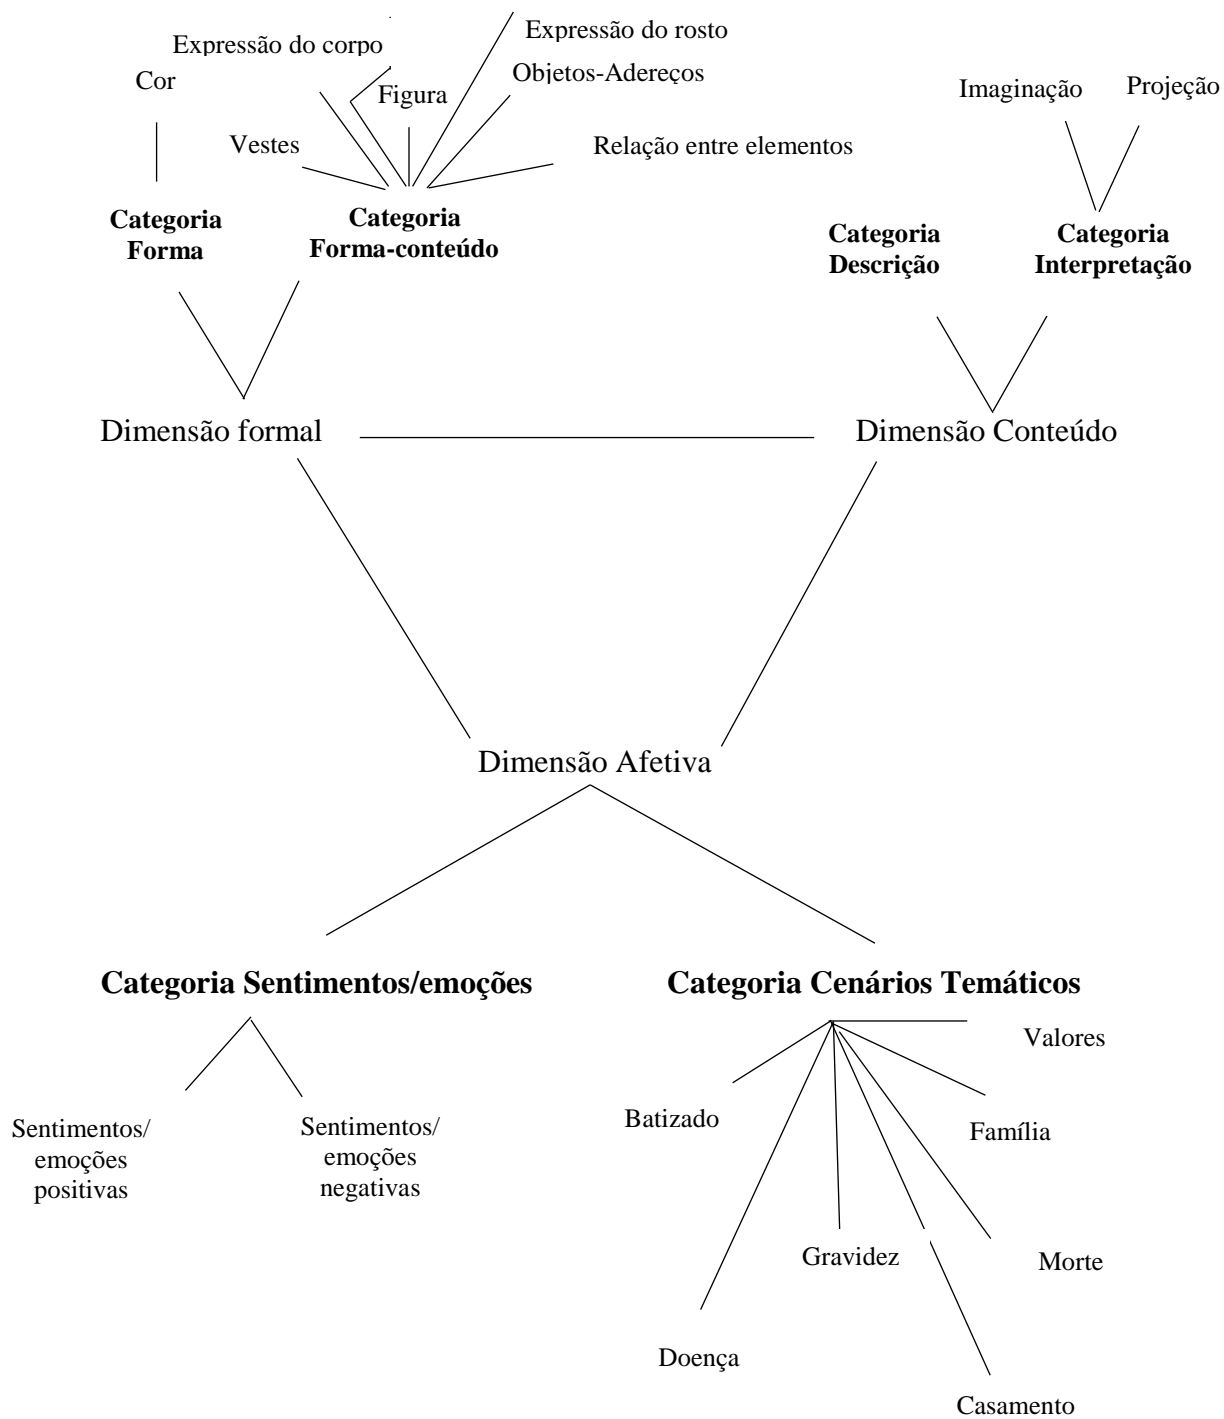 Expressão do corpo
Expressão do rosto
Cor
Figura
Objetos-Adereços
Imaginação
Projeção
Vestes
Relação entre elementos
Categoria
Forma
Categoria
Forma-conteúdo
Categoria
Descrição
Categoria
Interpretação
Dimensão formal
Dimensão Conteúdo
Dimensão Afetiva
Categoria Sentimentos/emoções
Categoria Cenários Temáticos
Valores
Batizado
Família
Sentimentos/
emoções
positivas
Sentimentos/
emoções
negativas
Gravidez
Morte
Doença
Casamento